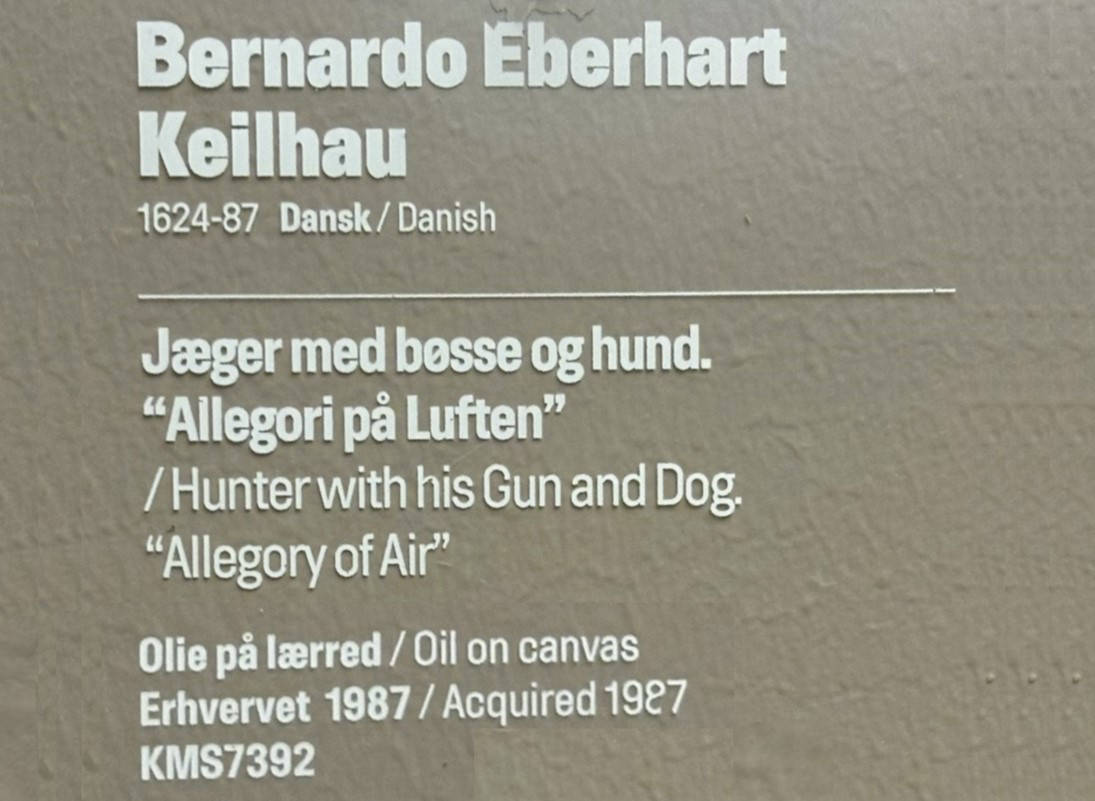 Bernardo Eberhart
Keilhau
1624-87 Dansk / Danish
Jæger med bøsse og hund.
“Allegori på Luften”
/ Hunter with his Gun and Dog.
“Allegory of Air”
Olie på lærred / Oil on canvas
Erhvervet 1987 / Acquired 1987
KMS7392